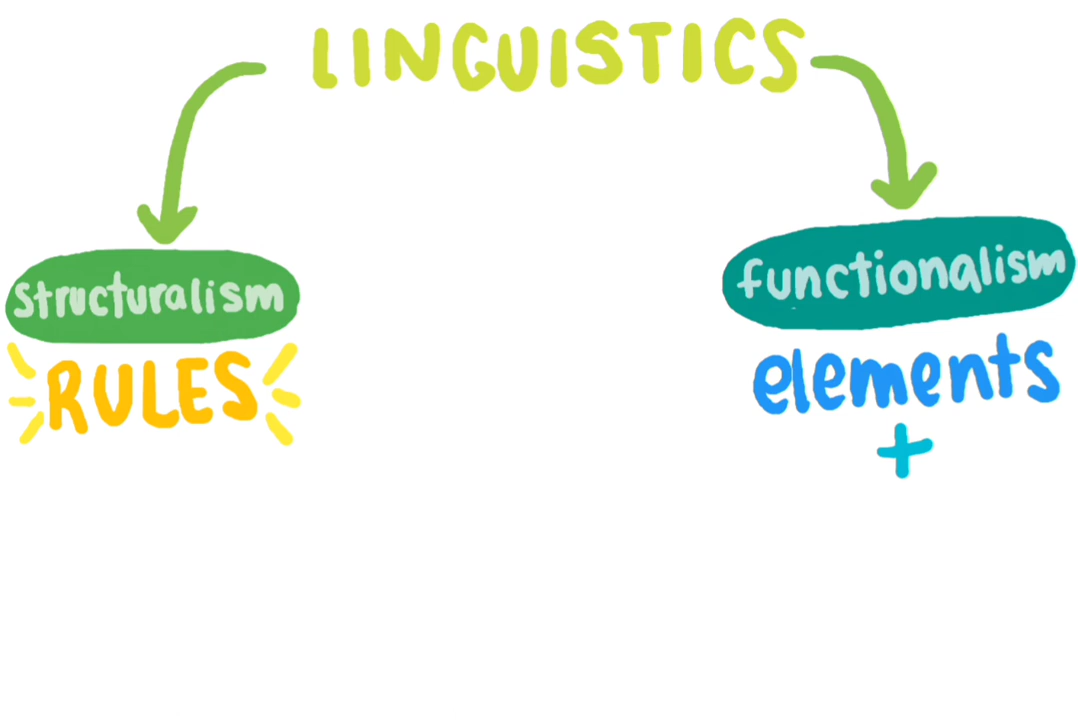 LINGUISTICS
structuralism
functionalism
RULES
elements
+